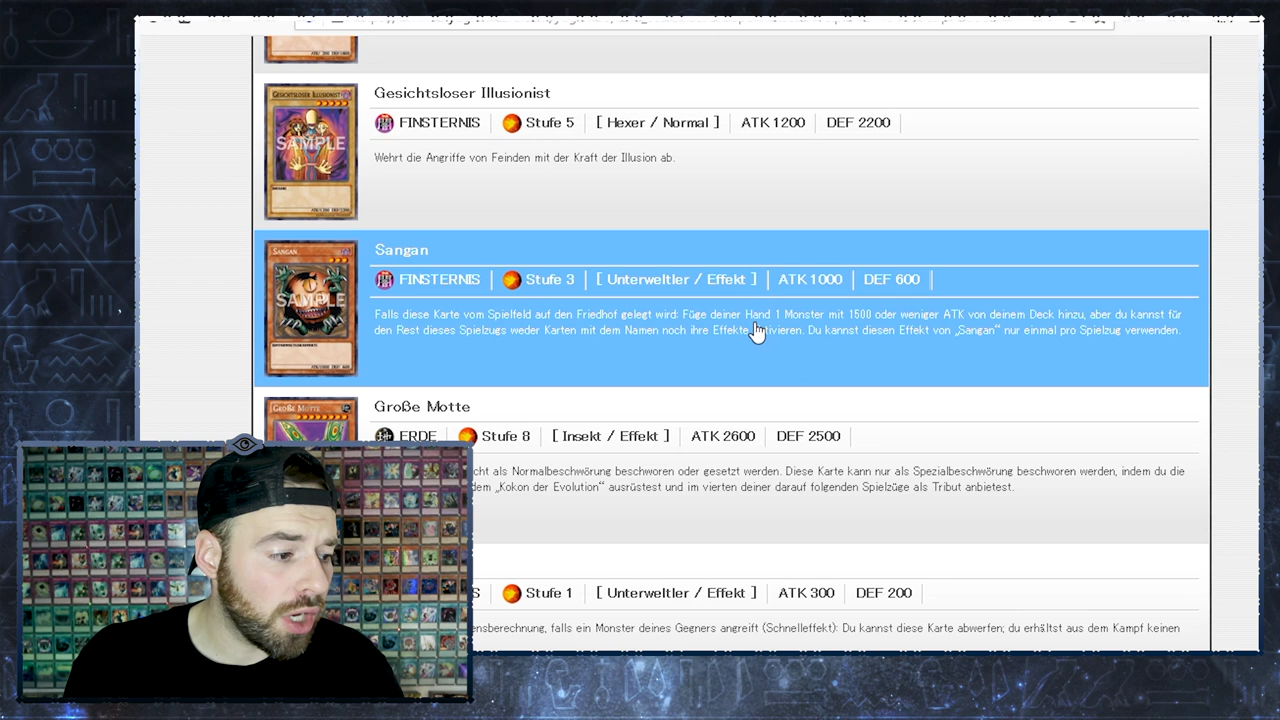 GESICHTSLOSER ILLUSIONIST
SAMPLE
Gesichtsloser Illusionist
FINSTERNIS Stufe 5 [ Hexer / Normal ] ATK 1200 DEF 2200
Wehrt die Angriffe von Feinden mit der Kraft der Illusion ab.
SANGAN
SAMPLE
Sangan
FINSTERNIS Stufe 3 [ Unterweltler / Effekt ] ATK 1000 DEF 600
Falls diese Karte vom Spielfeld auf den Friedhof gelegt wird: Füge deiner Hand 1 Monster mit 1500 oder weniger ATK von deinem Deck hinzu, aber du kannst für
den Rest dieses Spielzugs weder Karten mit dem Namen noch ihre Effekte ivieren. Du kannst diesen Effekt von „Sangan“ nur einmal pro Spielzug verwenden.
GROßE MOTTE
Große Motte
ERDE Stufe 8 [ Insekt / Effekt ] ATK 2600 DEF 2500
cht als Normalbeschwörung beschworen oder gesetzt werden. Diese Karte kann nur als Spezialbeschwörung beschworen werden, indem du die
dem „Kokon der Evolution“ ausrüstest und im vierten deiner darauf folgenden Spielzüge als Tribut anbietest.
S Stufe 1 [ Unterweltler / Effekt ] ATK 300 DEF 200
ensberechnung, falls ein Monster deines Gegners angreift (Schnelleffekt): Du kannst diese Karte abwerfen; du erhältst aus dem Kampf keinen